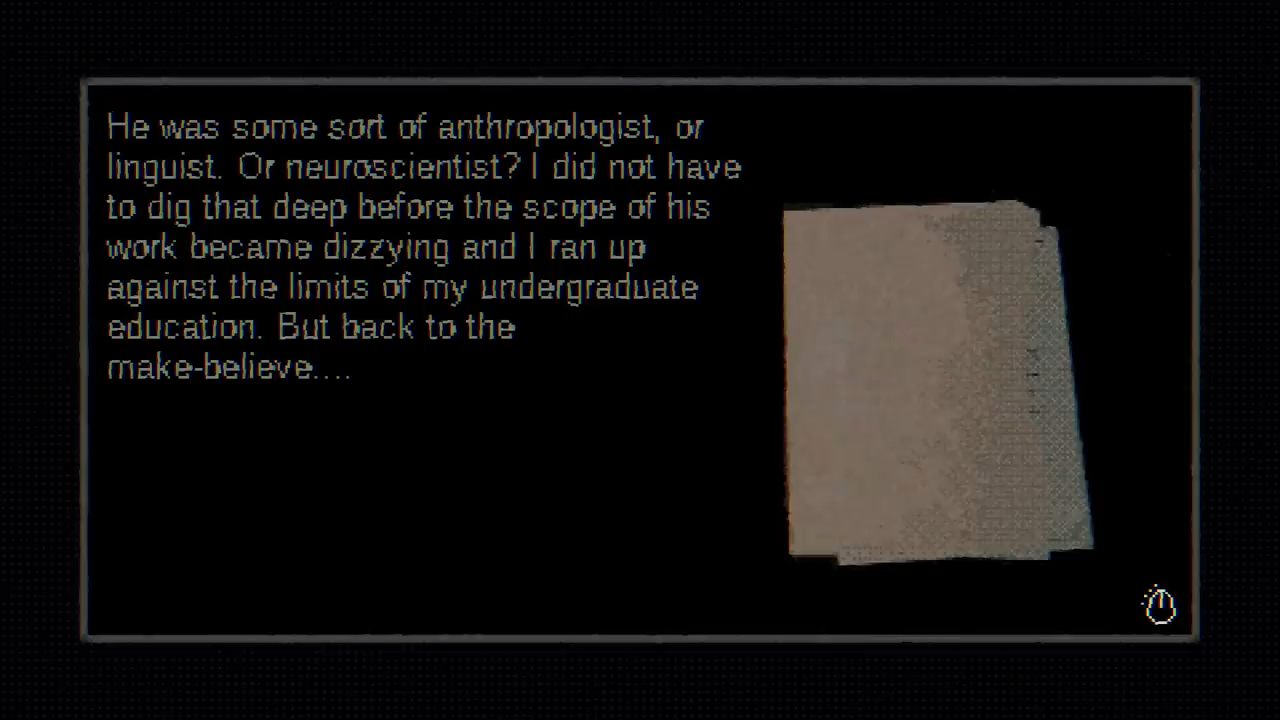 He was some sort of anthropologist, or
linguist. Or neuroscientist? I did not have
to dig that deep before the scope of his
work became dizzying and I ran up
against the limits of my undergraduate
education. But back to the
make-believe....